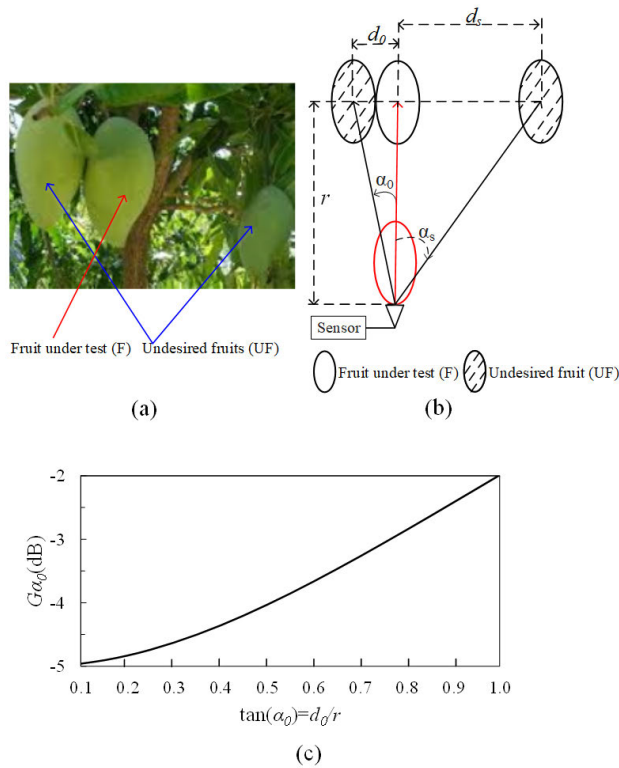 Fruit under test (F) Undesired fruits (UF)
(a)
d0
ds
α0
αs
r
Sensor
Fruit under test (F) Undesired fruit (UF)
(b)
Gα0(dB)
-2
-3
-4
-5
0.1 0.2 0.3 0.4 0.5 0.6 0.7 0.8 0.9 1.0
tan(α0)=d0/r
(c)